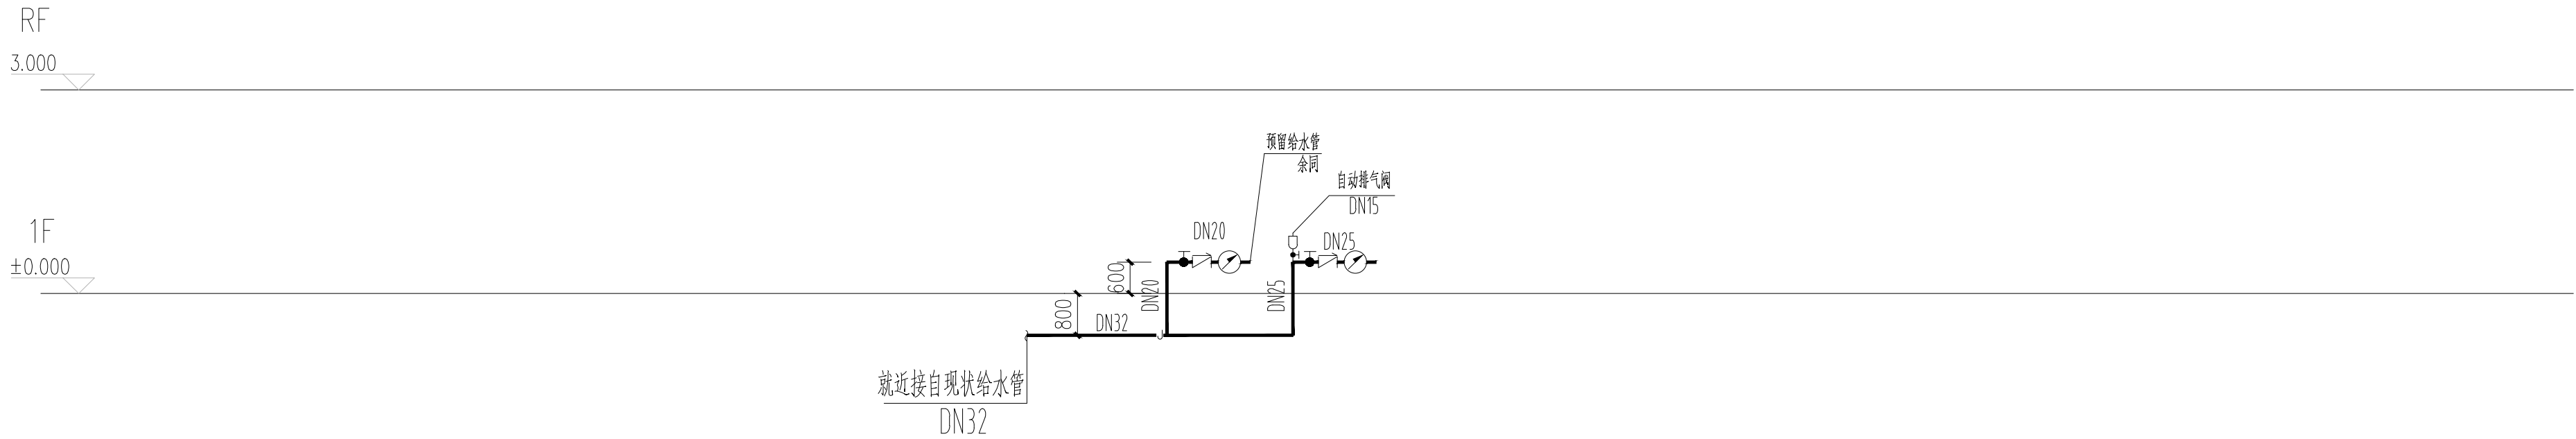 RF
3.000
预留给水管
余同
自动排气阀
DN15
1F
DN20
DN25
±0.000
600
DN20
DN25
800
DN32
就近接自现状给水管
DN32
J